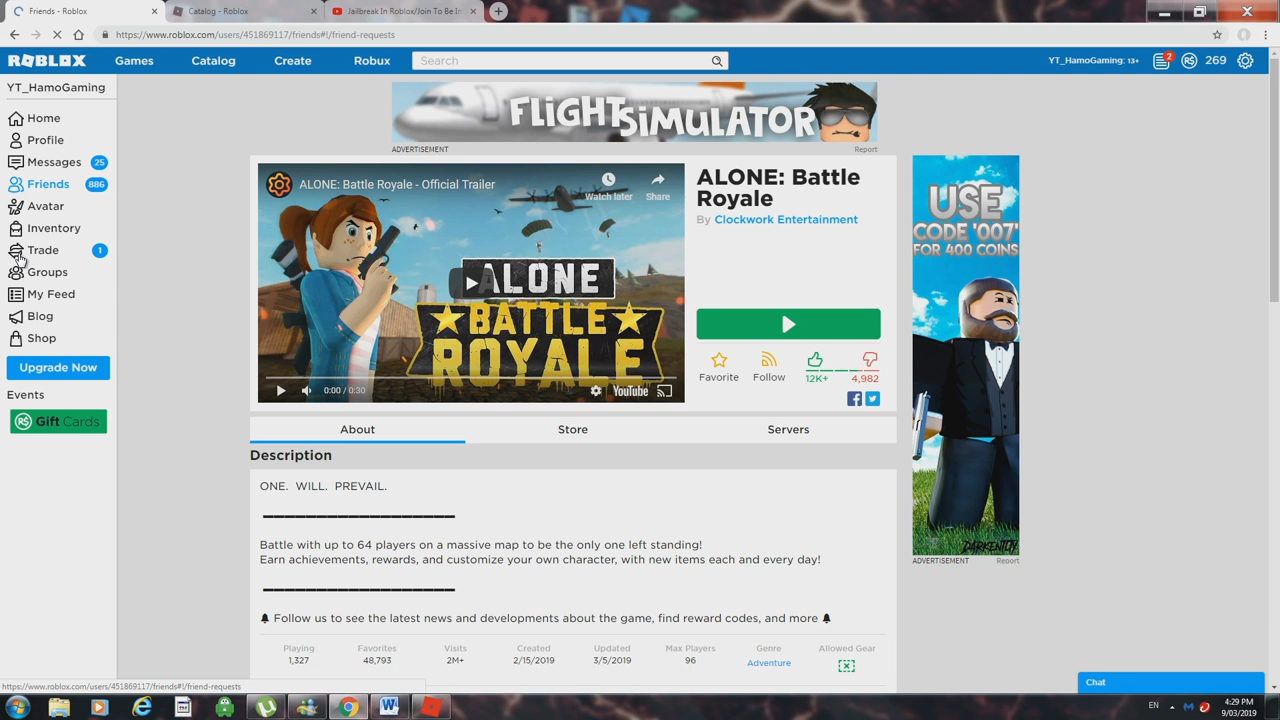 Friends - Roblox
Catalog - Roblox
Jailbreak In Roblox/Join To Be In
https://www.roblox.com/users/451869117/friends#!/friend-requests
ROBLOX
Games
Catalog
Create
Robux
Search
YT_HamoGaming: 13+
2
269
YT_HamoGaming
Home
Profile
Messages 25
Friends 886
Avatar
Inventory
Trade 1
Groups
My Feed
Blog
Shop
Upgrade Now
Events
Gift Cards
FLIGHT SIMULATOR
ADVERTISEMENT
Report
ALONE: Battle Royale - Official Trailer
Watch later
Share
ALONE
BATTLE
ROYALE
0:00 / 0:30
YouTube
ALONE: Battle
Royale
By Clockwork Entertainment
Favorite
Follow
12K+
4,982
About
Store
Servers
Description
ONE. WILL. PREVAIL.
Battle with up to 64 players on a massive map to be the only one left standing!
Earn achievements, rewards, and customize your own character, with new items each and every day!
Follow us to see the latest news and developments about the game, find reward codes, and more
Playing Favorites Visits Created Updated Max Players Genre Allowed Gear
1,327 48,793 2M+ 2/15/2019 3/5/2019 96 Adventure
USE
CODE '007'
FOR 400 COINS
DARKENTOY
ADVERTISEMENT
Report
Chat
https://www.roblox.com/users/451869117/friends#!/friend-requests
EN
4:29 PM
9/03/2019